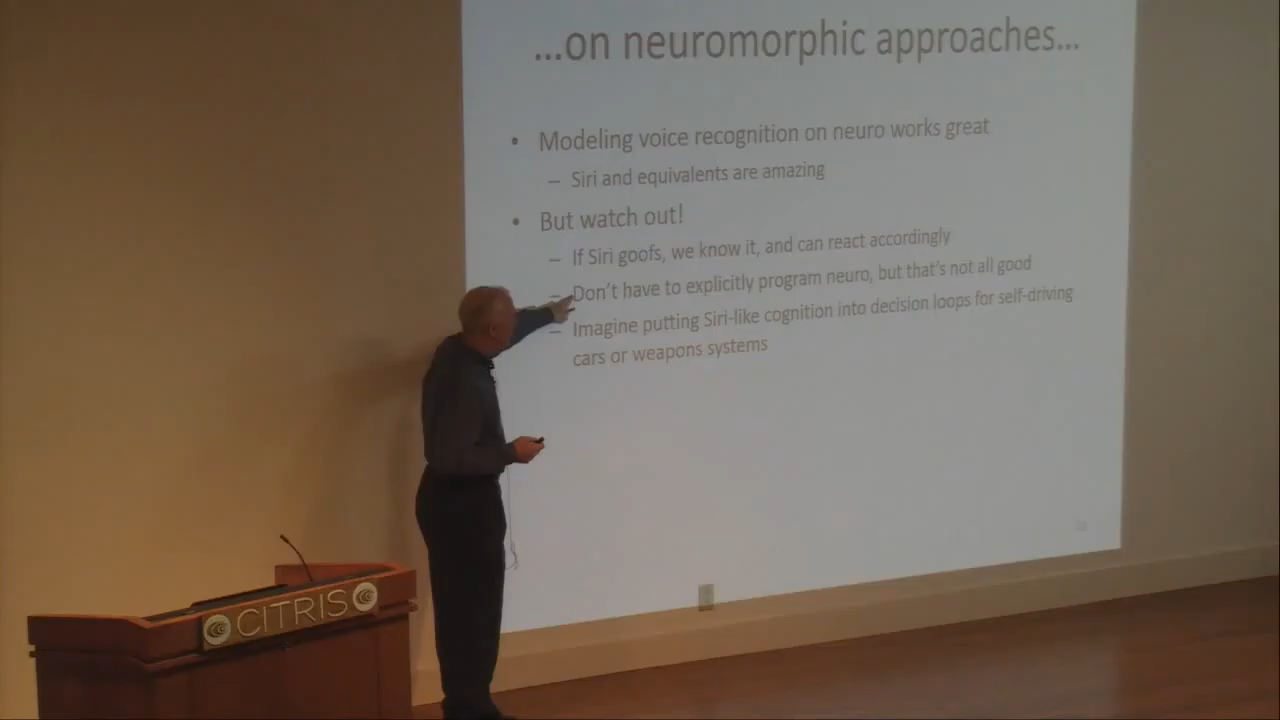 ...on neuromorphic approaches...
• Modeling voice recognition on neuro works great
– Siri and equivalents are amazing
• But watch out!
– If Siri goofs, we know it, and can react accordingly
– Don't have to explicitly program neuro, but that's not all good
– Imagine putting Siri-like cognition into decision loops for self-driving
cars or weapons systems
CITRIS